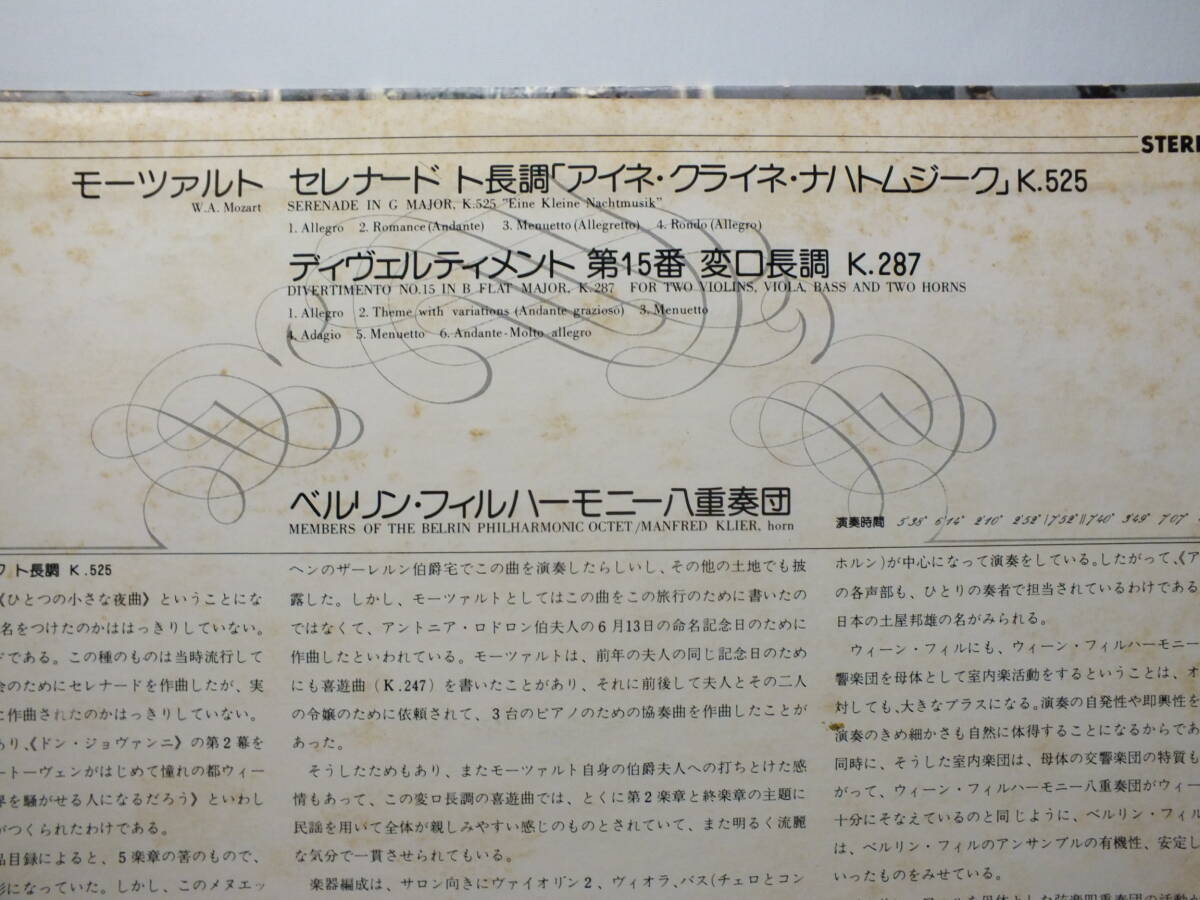 STERE
モーツァルト
W.A. Mozart
セレナード ト長調「アイネ・クライネ・ナハトムジーク」K.525
SERENADE IN G MAJOR, K.525 "Eine Kleine Nachtmusik"
1. Allegro 2. Romance (Andante) 3. Menuetto (Allegretto) 4. Rondo (Allegro)
ディヴェルティメント 第15番 変ロ長調 K.287
DIVERTIMENTO NO.15 IN B FLAT MAJOR, K.287 FOR TWO VIOLINS, VIOLA, BASS AND TWO HORNS
1. Allegro 2. Theme with variations (Andante grazioso) 3. Menuetto
4. Adagio 5. Menuetto 6. Andante-Molto allegro
ベルリン・フィルハーモニー八重奏団
MEMBERS OF THE BELRIN PHILHARMONIC OCTET/MANFRED KLIER, horn
演奏時間 5'38" 6'14" 2'10" 2'52" | 7'52" || 7'40" 3'49" 7'07"
ト長調 K.525
《ひとつの小さな夜曲》ということにな
名をつけたのかははっきりしていない。
ドである。この種のものは当時流行して
会のためにセレナードを作曲したが、実
に作曲されたのかはっきりしていない。
あり、《ドン・ジョヴァンニ》の第2幕を
ートーヴェンがはじめて憧れの都ウィー
界を騒がせる人になるだろう》といわし
がつくられたわけである。
品目録によると、5楽章の筈のもので、
形になっていた。しかし、このメヌエッ
ヘンのザーレルン伯爵宅でこの曲を演奏したらしいし、その他の土地でも披
露した。しかし、モーツァルトとしてはこの曲をこの旅行のために書いたの
ではなくて、アントニア・ロドロン伯夫人の6月13日の命名記念日のために
作曲したといわれている。モーツァルトは、前年の夫人の同じ記念日のため
にも喜遊曲(K.247)を書いたことがあり、それに前後して夫人とその二人
の令嬢のために依頼されて、3台のピアノのための協奏曲を作曲したことが
あった。
そうしたためもあり、またモーツァルト自身の伯爵夫人への打ちとけた感
情もあって、この変ロ長調の喜遊曲では、とくに第2楽章と終楽章の主題に
民謡を用いて全体が親しみやすい感じのものとされていて、また明るく流麗
な気分で一貫させられてもいる。
楽器編成は、サロン向きにヴァイオリン2、ヴィオラ、バス(チェロとコン
ホルン)が中心になって演奏をしている。したがって、《ア
の各声部も、ひとりの奏者で担当されているわけである
日本の土屋邦雄の名がみられる。
ウィーン・フィルにも、ウィーン・フィルハーモニー
響楽団を母体として室内楽活動をするということは、オ
対しても、大きなプラスになる。演奏の自発性や即興性を
演奏のきめ細かさも自然に体得することになるからであ
同時に、そうした室内楽団は、母体の交響楽団の特質も
がって、ウィーン・フィルハーモニー八重奏団がウィー
十分にそなえているのと同じように、ベルリン・フィル
は、ベルリン・フィルのアンサンブルの有機性、安定し
いったものをみせている。